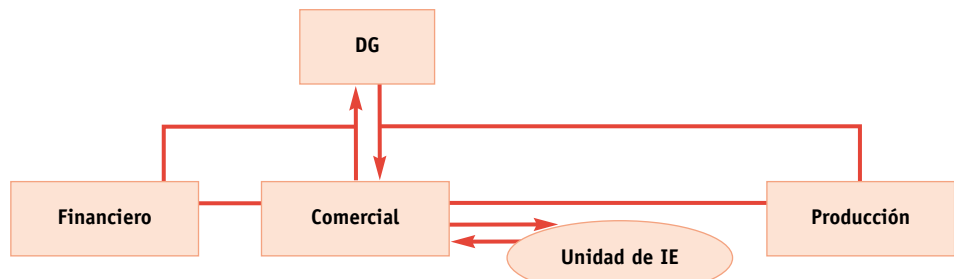 DG
Financiero
Comercial
Producción
Unidad de IE